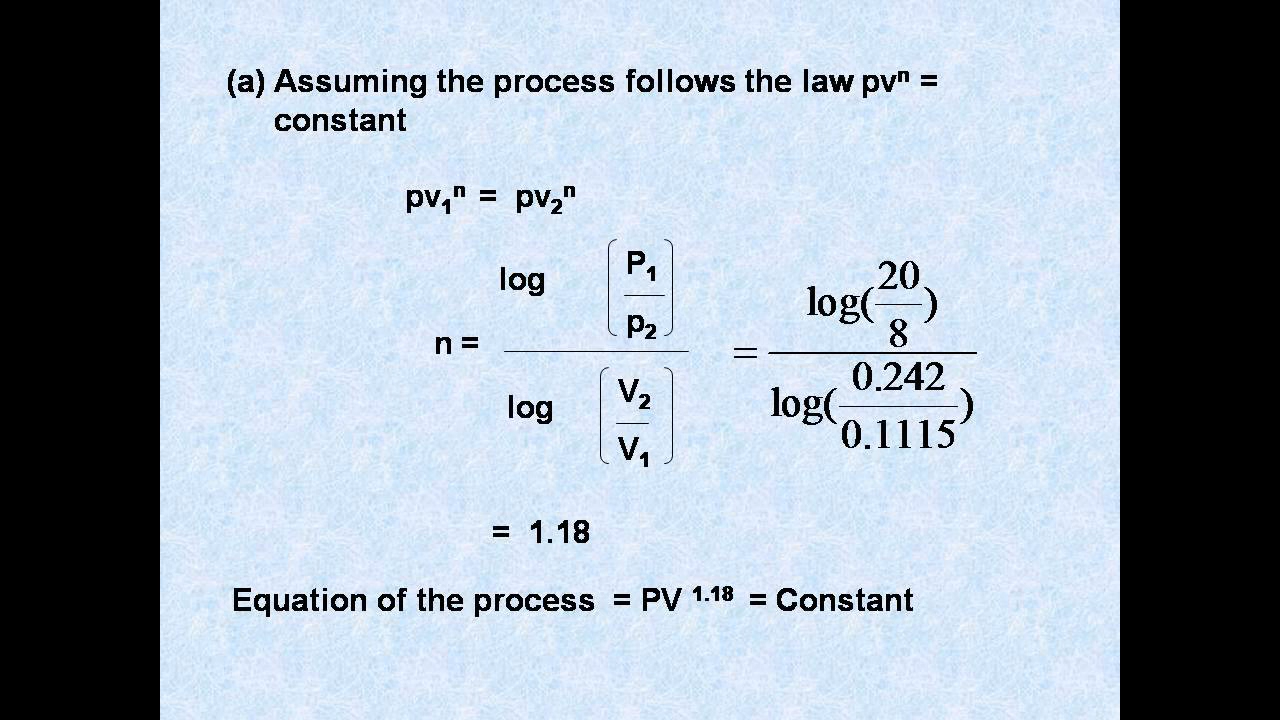 (a) Assuming the process follows the law pvⁿ =
constant
pv₁ⁿ = pv₂ⁿ
n = log (P₁ / p₂) / log (V₂ / V₁) = log(20 / 8) / log(0.242 / 0.1115)
= 1.18
Equation of the process = PV ¹·¹⁸ = Constant